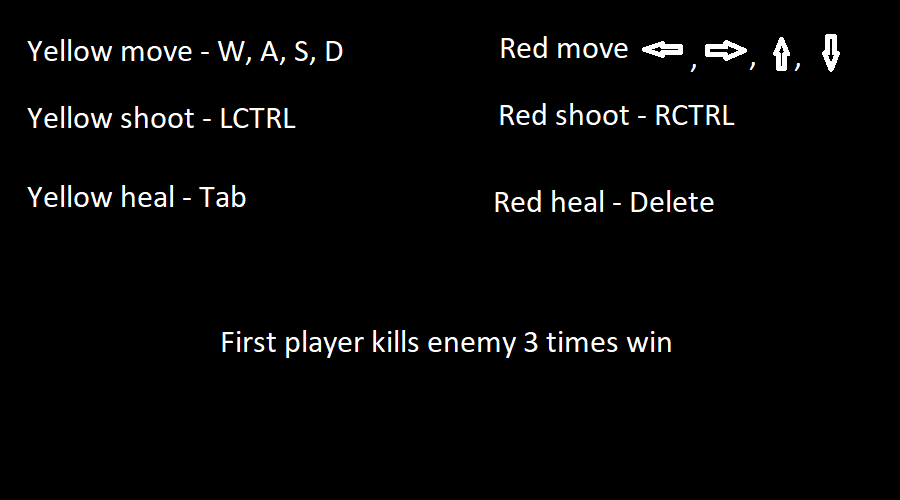 Yellow move - W, A, S, D
Red move ⇦ , ⇨ , ⇧ , ⇩
Yellow shoot - LCTRL
Red shoot - RCTRL
Yellow heal - Tab
Red heal - Delete
First player kills enemy 3 times win